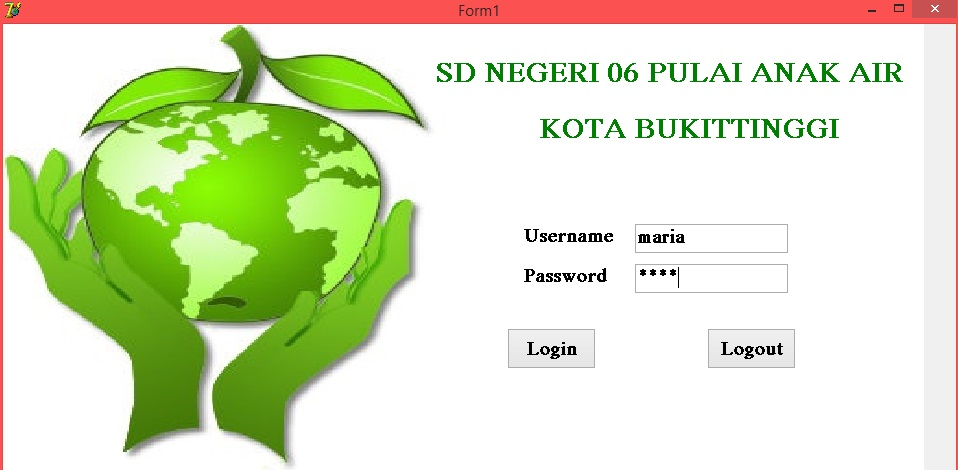 Form1
SD NEGERI 06 PULAI ANAK AIR
KOTA BUKITTINGGI
Username maria
Password ****
Login Logout